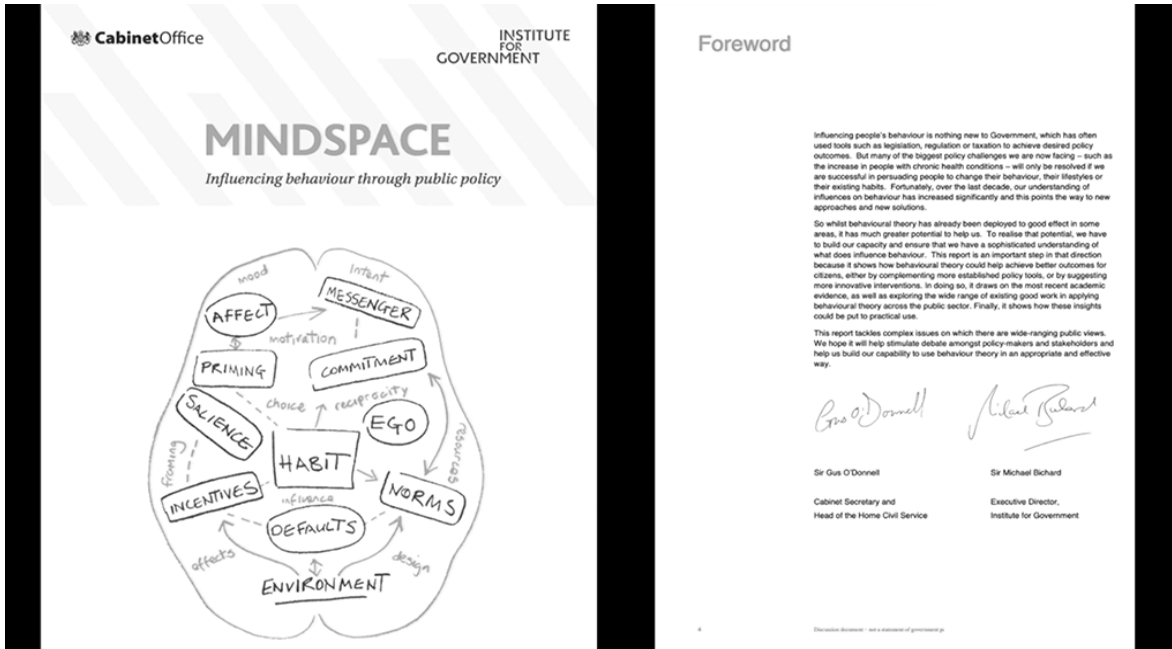 CabinetOffice
INSTITUTE
FOR
GOVERNMENT
MINDSPACE
Influencing behaviour through public policy
mood
intent
AFFECT
MESSENGER
motivation
PRIMING
COMMITMENT
choice
reciprocity
SALIENCE
EGO
HABIT
framing
resources
INCENTIVES
influence
NORMS
DEFAULTS
effects
design
ENVIRONMENT
Foreword
Influencing people's behaviour is nothing new to Government, which has often
used tools such as legislation, regulation or taxation to achieve desired policy
outcomes. But many of the biggest policy challenges we are now facing – such as
the increase in people with chronic health conditions – will only be resolved if we
are successful in persuading people to change their behaviour, their lifestyles or
their existing habits. Fortunately, over the last decade, our understanding of
influences on behaviour has increased significantly and this points the way to new
approaches and new solutions.
So whilst behavioural theory has already been deployed to good effect in some
areas, it has much greater potential to help us. To realise that potential, we have
to build our capacity and ensure that we have a sophisticated understanding of
what does influence behaviour. This report is an important step in that direction
because it shows how behavioural theory could help achieve better outcomes for
citizens, either by complementing more established policy tools, or by suggesting
more innovative interventions. In doing so, it draws on the most recent academic
evidence, as well as exploring the wide range of existing good work in applying
behavioural theory across the public sector. Finally, it shows how these insights
could be put to practical use.
This report tackles complex issues on which there are wide-ranging public views.
We hope it will help stimulate debate amongst policy-makers and stakeholders and
help us build our capability to use behaviour theory in an appropriate and effective
way.
Gus O'Donnell
Michael Bichard
Sir Gus O'Donnell
Sir Michael Bichard
Cabinet Secretary and
Executive Director,
Head of the Home Civil Service
Institute for Government
4
Discussion document – not a statement of government po